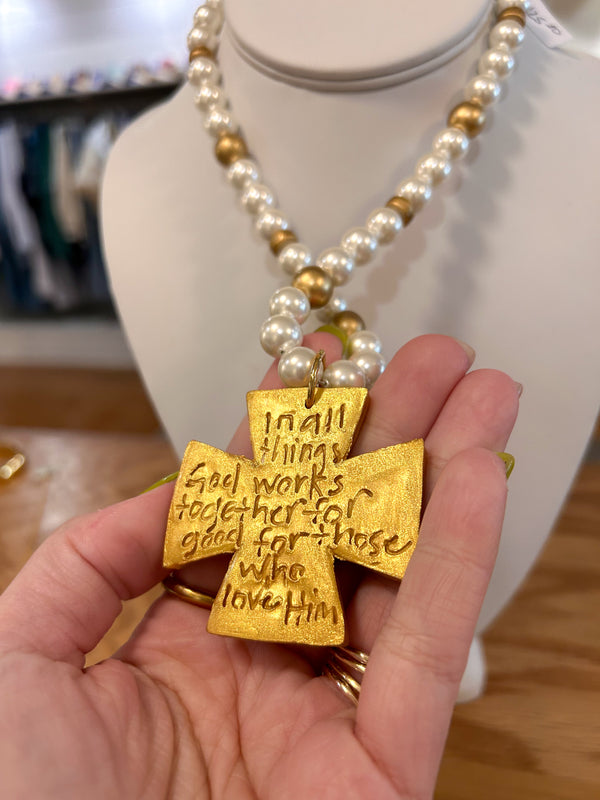 In all
things
God works
together for
good for those
who
love Him